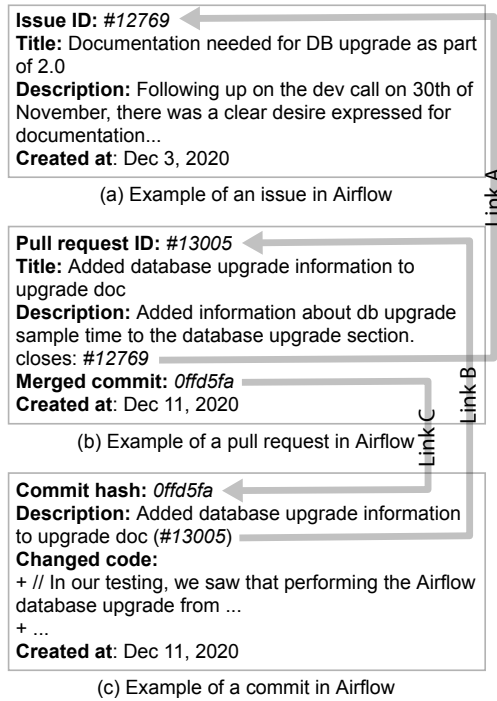 Issue ID: #12769
Title: Documentation needed for DB upgrade as part
of 2.0
Description: Following up on the dev call on 30th of
November, there was a clear desire expressed for
documentation...
Created at: Dec 3, 2020
Link A
(a) Example of an issue in Airflow
Pull request ID: #13005
Title: Added database upgrade information to
upgrade doc
Description: Added information about db upgrade
sample time to the database upgrade section.
closes: #12769
Merged commit: 0ffd5fa
Created at: Dec 11, 2020
Link B
Link C
(b) Example of a pull request in Airflow
Commit hash: 0ffd5fa
Description: Added database upgrade information
to upgrade doc (#13005)
Changed code:
+ // In our testing, we saw that performing the Airflow
database upgrade from ...
+ ...
Created at: Dec 11, 2020
(c) Example of a commit in Airflow